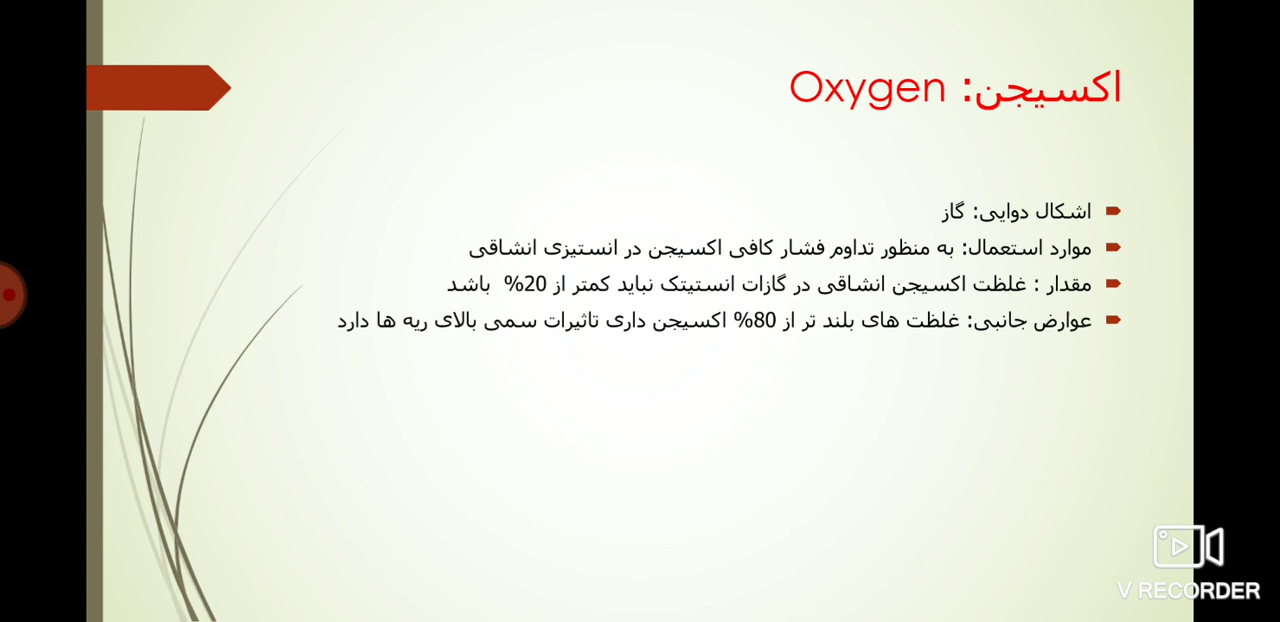 اکسیجن: Oxygen
اشکال دوایی: گاز
موارد استعمال: به منظور تداوم فشار کافی اکسیجن در انستیزی انشاقی
مقدار : غلظت اکسیجن انشاقی در گازات انستیتک نباید کمتر از 20% باشد
عوارض جانبی: غلظت های بلند تر از 80% اکسیجن داری تاثیرات سمی بالای ریه ها دارد
V RECORDER